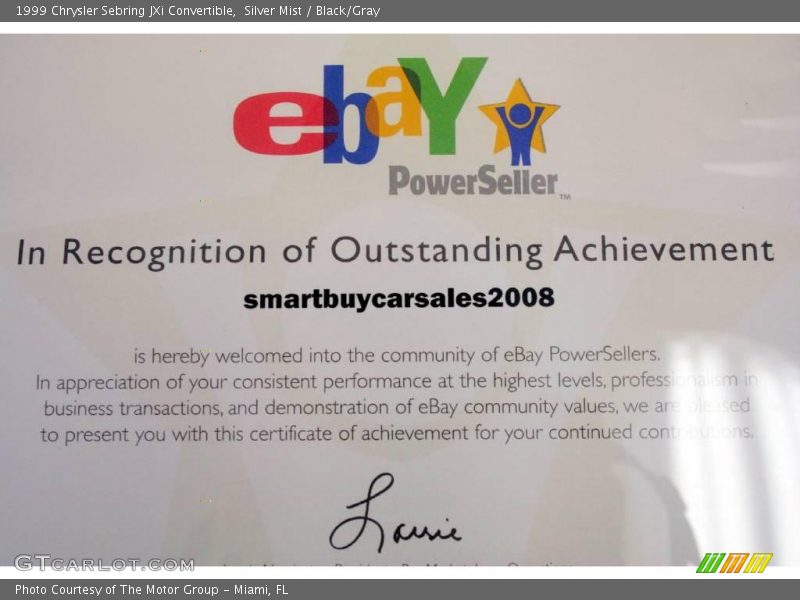 1999 Chrysler Sebring JXi Convertible, Silver Mist / Black/Gray
ebay
PowerSeller™
In Recognition of Outstanding Achievement
smartbuycarsales2008
is hereby welcomed into the community of eBay PowerSellers.
In appreciation of your consistent performance at the highest levels, professionalism in
business transactions, and demonstration of eBay community values, we are pleased
to present you with this certificate of achievement for your continued contributions.
Lorrie
GTcarlot.com
Photo Courtesy of The Motor Group - Miami, FL